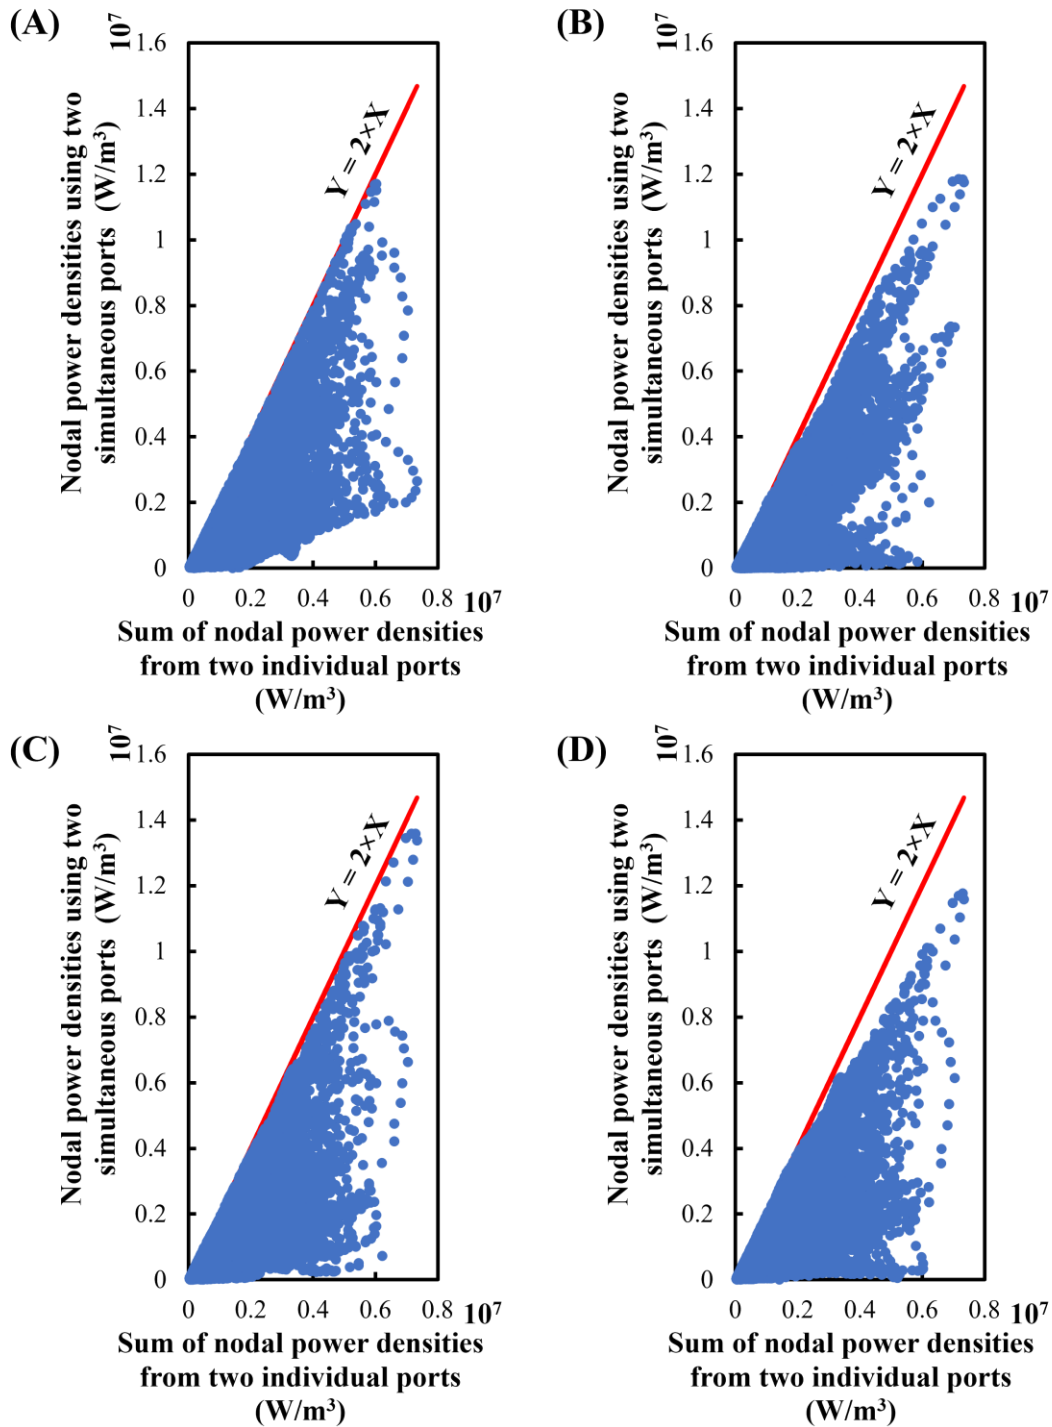 (A)
10⁷
Nodal power densities using two
simultaneous ports (W/m³)
1.6
1.4
1.2
1
0.8
0.6
0.4
0.2
0
Y = 2×X
0 0.2 0.4 0.6 0.8 10⁷
Sum of nodal power densities
from two individual ports
(W/m³)
(B)
10⁷
Nodal power densities using two
simultaneous ports (W/m³)
1.6
1.4
1.2
1
0.8
0.6
0.4
0.2
0
Y = 2×X
0 0.2 0.4 0.6 0.8 10⁷
Sum of nodal power densities
from two individual ports
(W/m³)
(C)
10⁷
Nodal power densities using two
simultaneous ports (W/m³)
1.6
1.4
1.2
1
0.8
0.6
0.4
0.2
0
Y = 2×X
0 0.2 0.4 0.6 0.8 10⁷
Sum of nodal power densities
from two individual ports
(W/m³)
(D)
10⁷
Nodal power densities using two
simultaneous ports (W/m³)
1.6
1.4
1.2
1
0.8
0.6
0.4
0.2
0
Y = 2×X
0 0.2 0.4 0.6 0.8 10⁷
Sum of nodal power densities
from two individual ports
(W/m³)